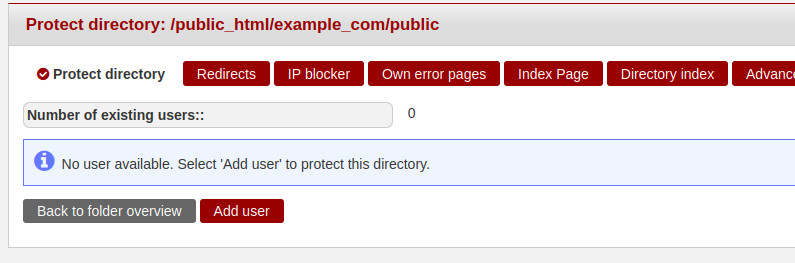 Protect directory: /public_html/example_com/public
Protect directory Redirects IP blocker Own error pages Index Page Directory index Advanc
Number of existing users:: 0
No user available. Select 'Add user' to protect this directory.
Back to folder overview Add user